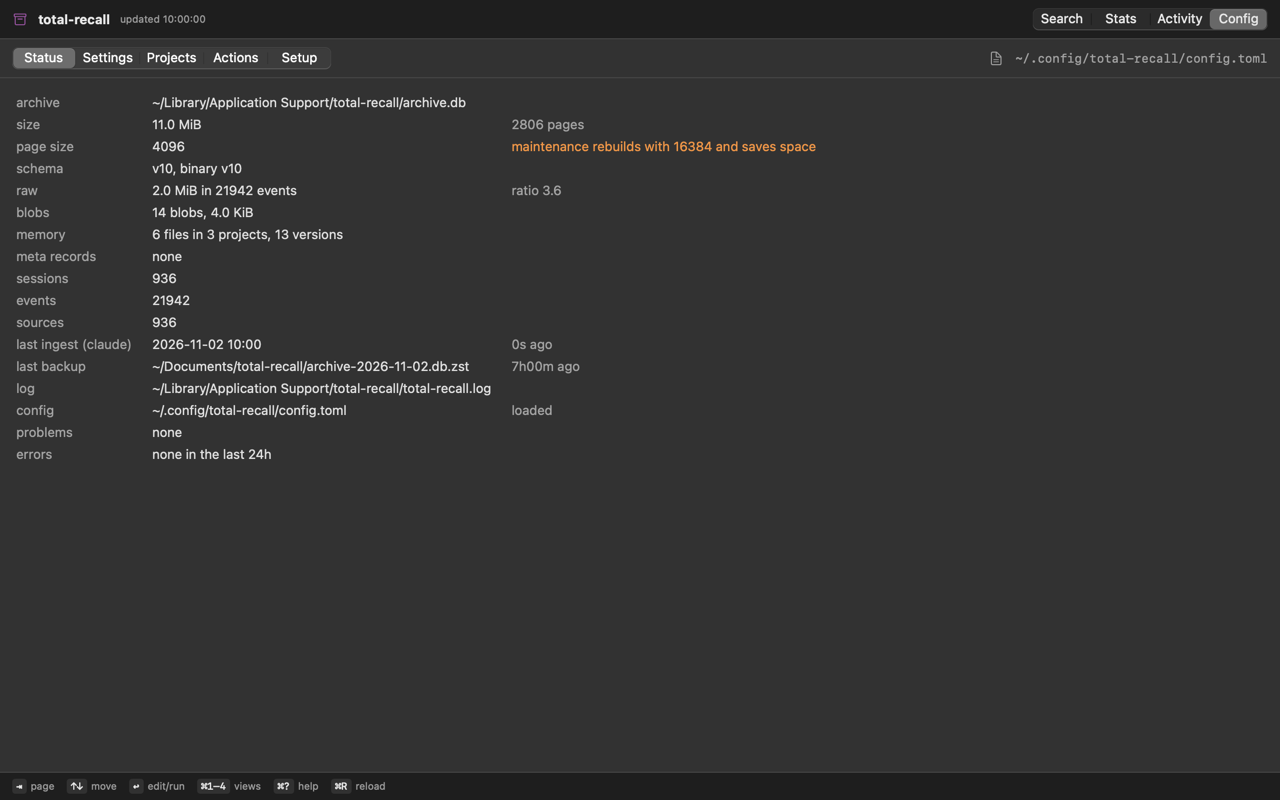 total-recall updated 10:00:00 Search Stats Activity Config
Status Settings Projects Actions Setup ~/.config/total-recall/config.toml
archive ~/Library/Application Support/total-recall/archive.db
size 11.0 MiB 2806 pages
page size 4096 maintenance rebuilds with 16384 and saves space
schema v10, binary v10
raw 2.0 MiB in 21942 events ratio 3.6
blobs 14 blobs, 4.0 KiB
memory 6 files in 3 projects, 13 versions
meta records none
sessions 936
events 21942
sources 936
last ingest (claude) 2026-11-02 10:00 0s ago
last backup ~/Documents/total-recall/archive-2026-11-02.db.zst 7h00m ago
log ~/Library/Application Support/total-recall/total-recall.log
config ~/.config/total-recall/config.toml loaded
problems none
errors none in the last 24h
⇥ page ↑↓ move ↵ edit/run ⌘1–4 views ⌘? help ⌘R reload